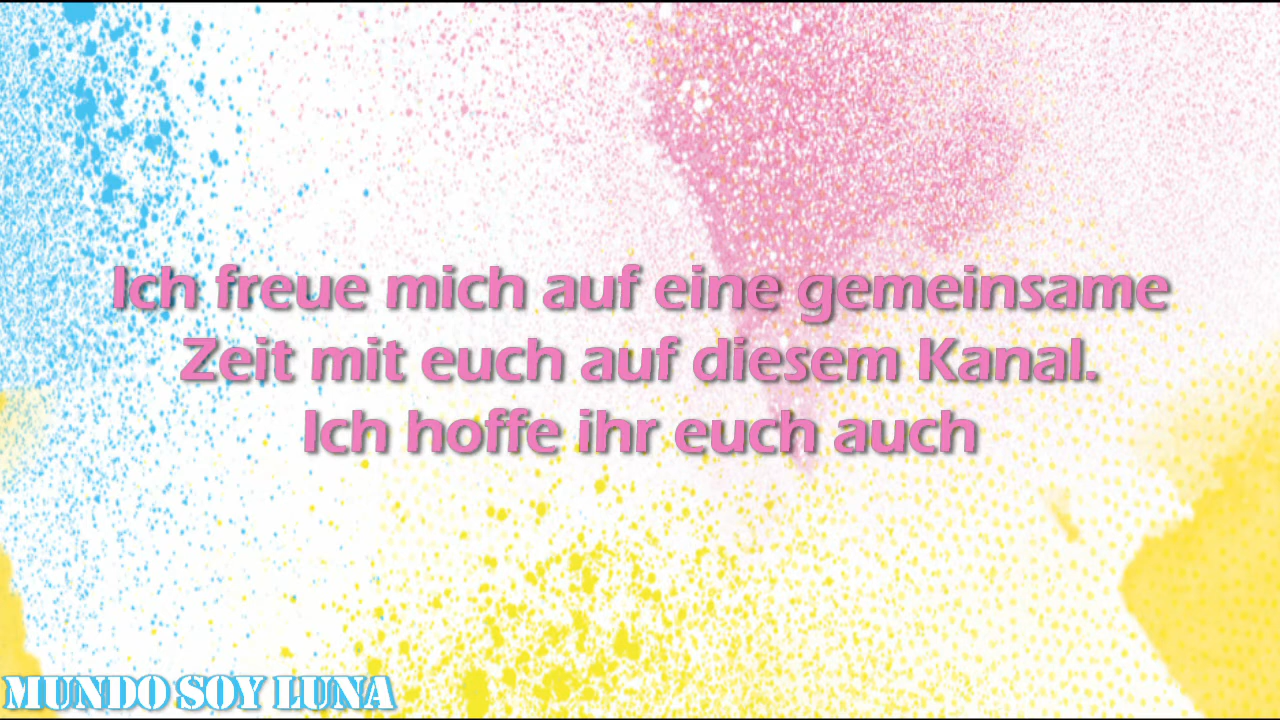 Ich freue mich auf eine gemeinsame
Zeit mit euch auf diesem Kanal.
Ich hoffe ihr euch auch
MUNDO SOY LUNA